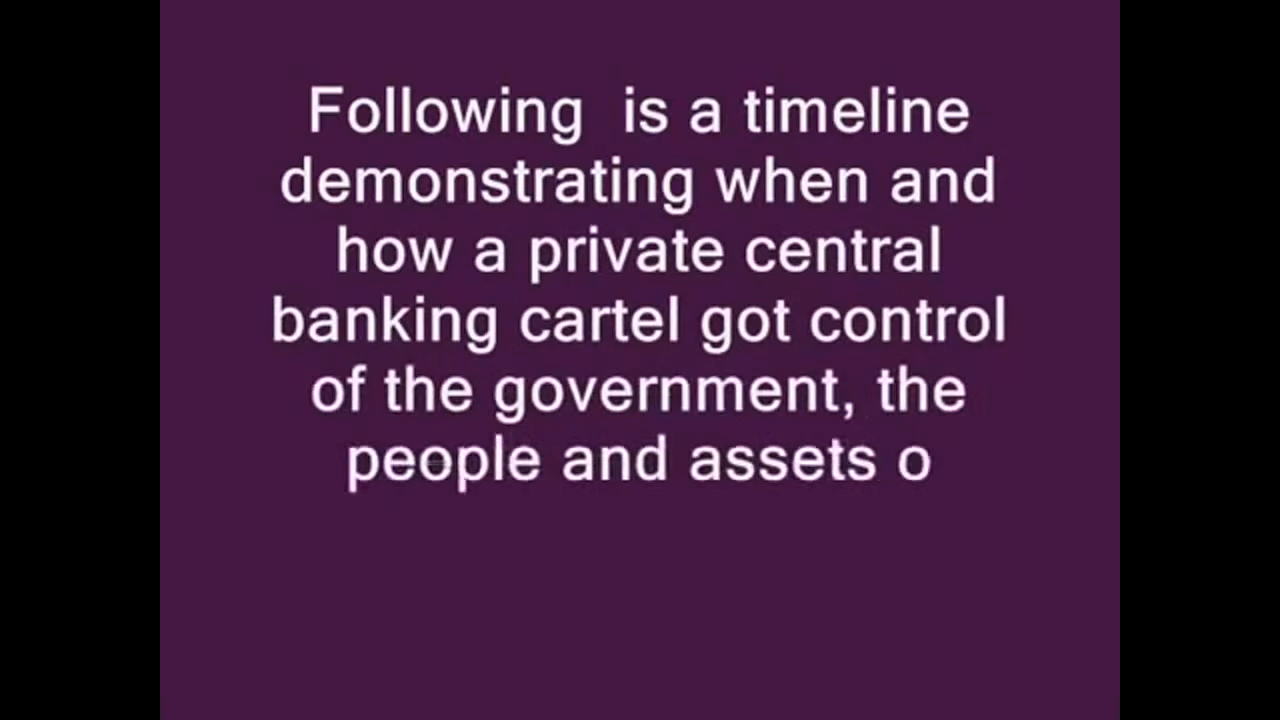 Following  is a timeline
demonstrating when and
how a private central
banking cartel got control
of the government, the
people and assets o